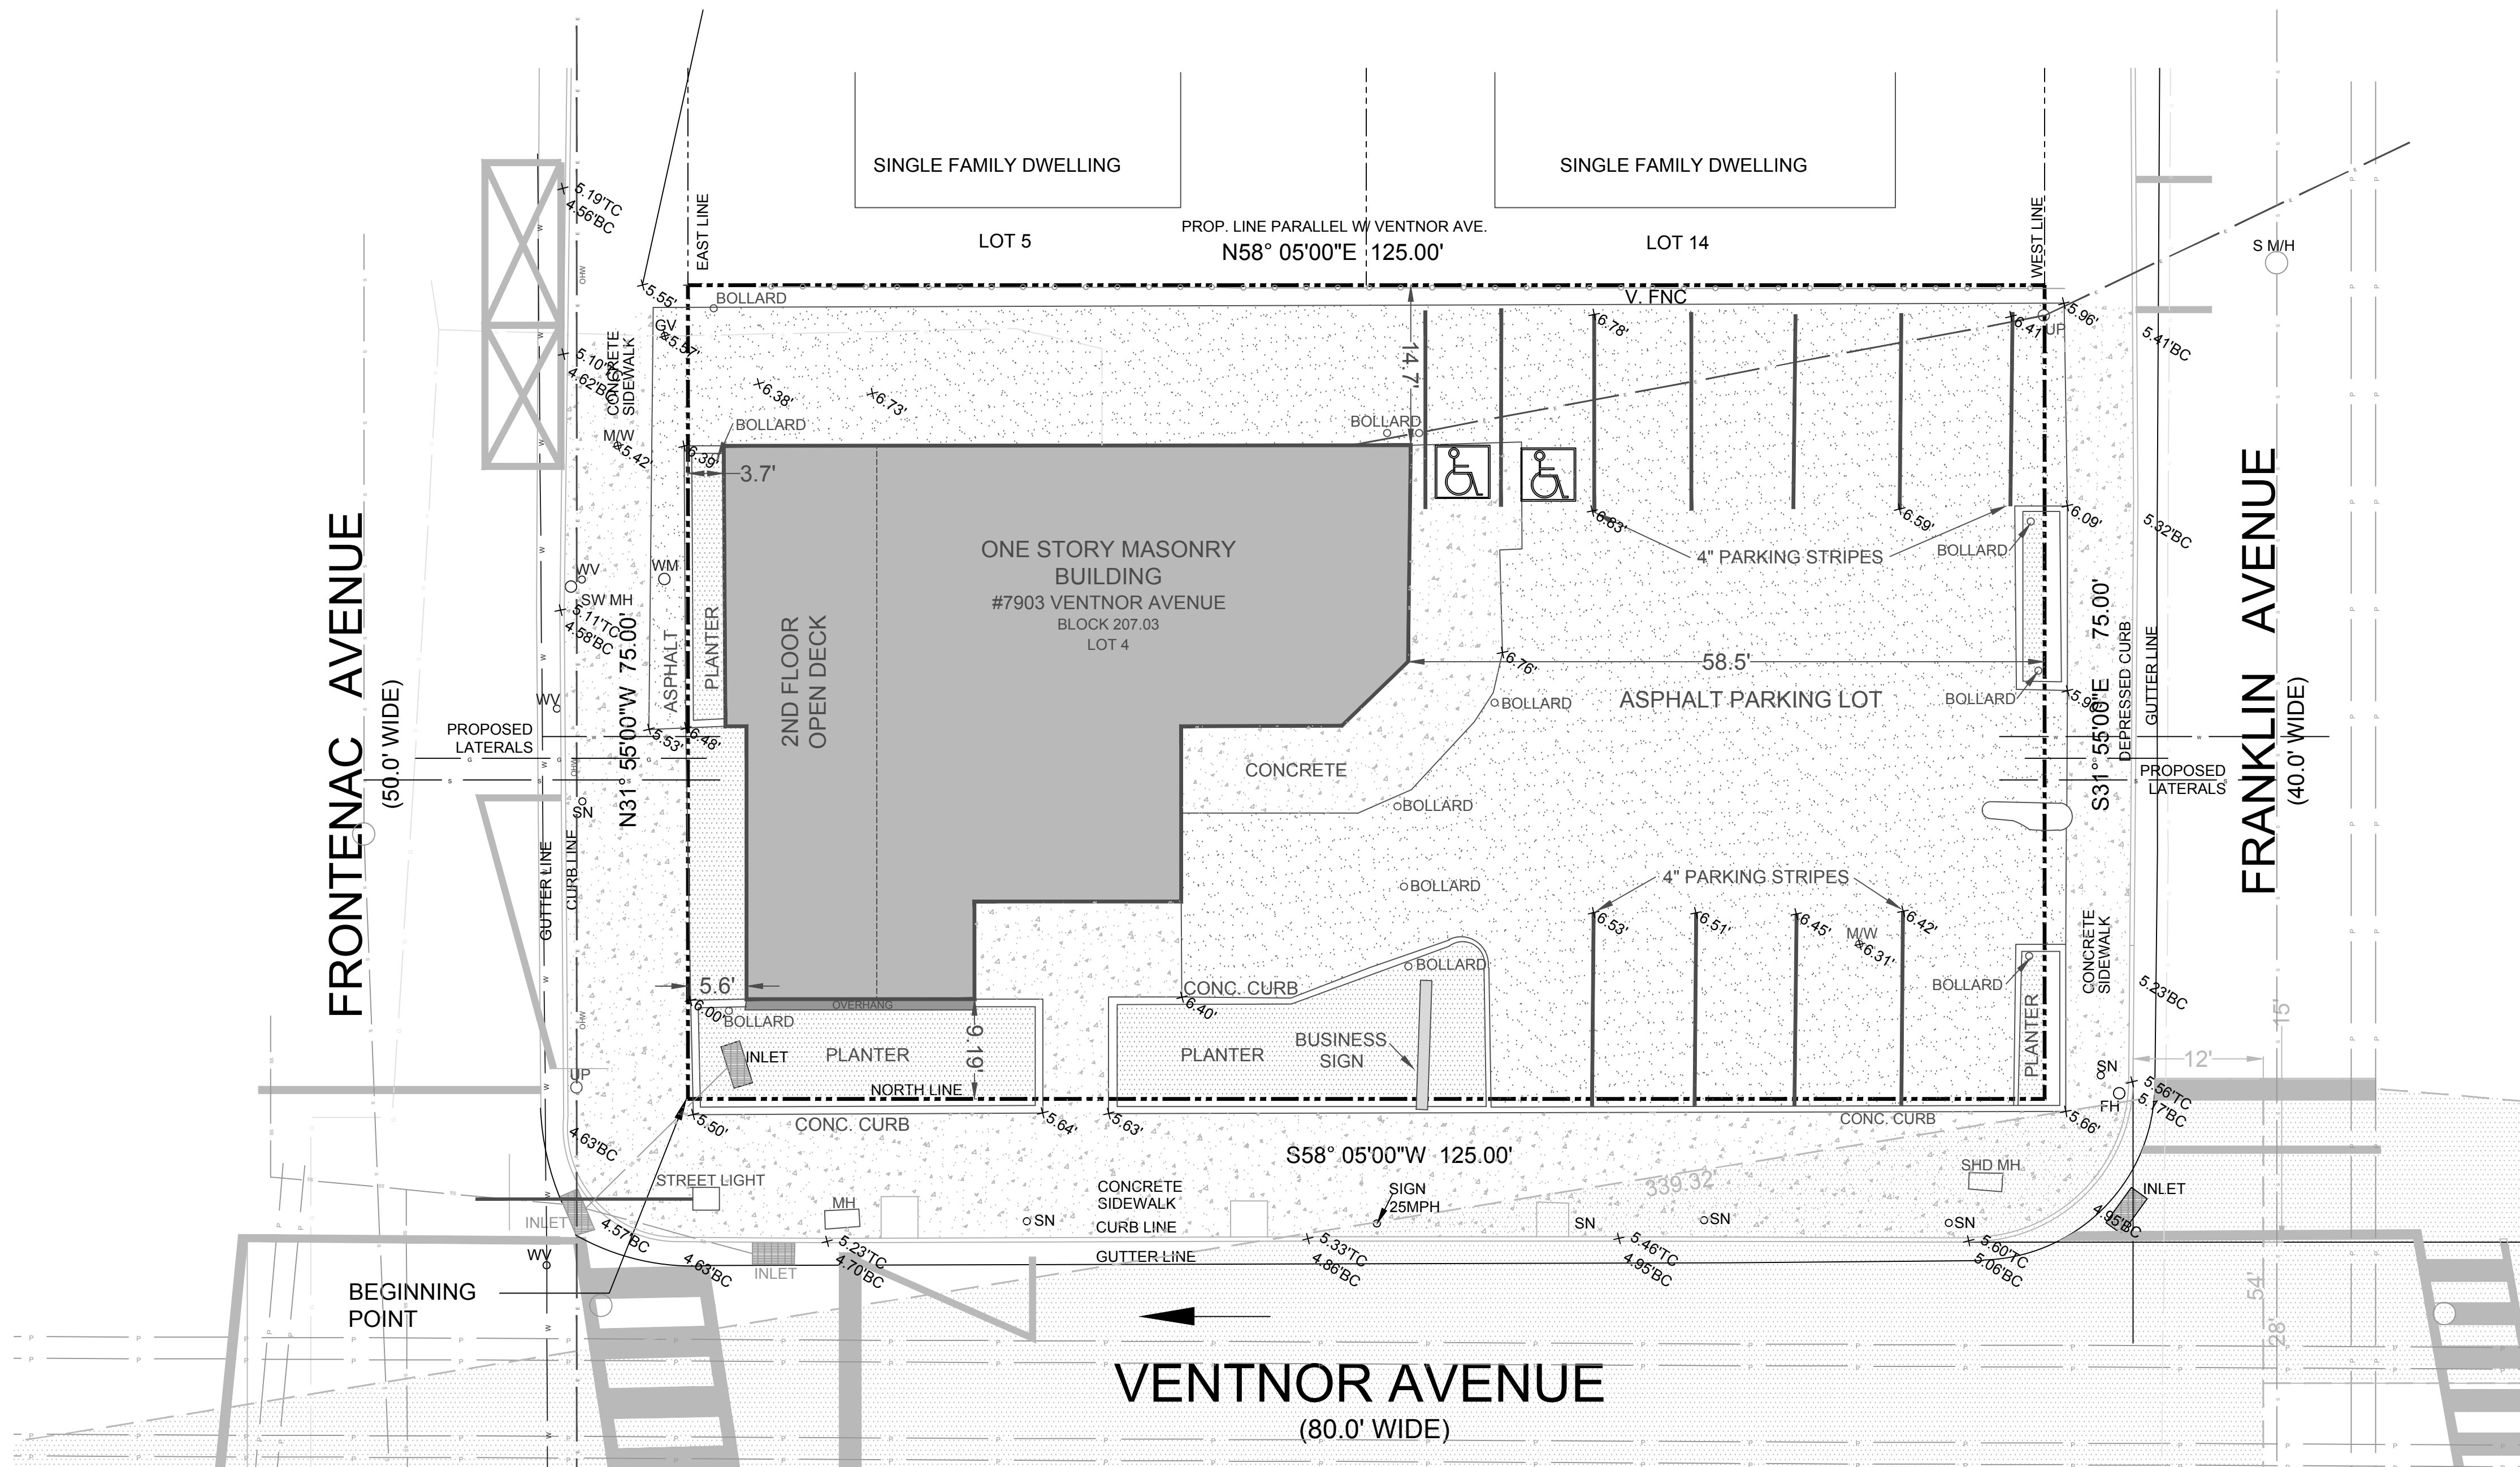 SINGLE FAMILY DWELLING
SINGLE FAMILY DWELLING
5.19'TC
4.56'BC
EAST LINE
WEST LINE
PROP. LINE PARALLEL W/ VENTNOR AVE.
LOT 5
LOT 14
N58° 05'00"E 125.00'
S M/H
OHW
5.55'
BOLLARD
V. FNC
5.96'
GV
5.57'
6.78'
6.41'
UP
5.41'BC
5.10'TC
4.62'BC
CONCRETE
SIDEWALK
14.7'
6.38'
6.73'
M/W
5.42'
BOLLARD
BOLLARD
6.39'
3.7'
6.63'
6.59'
6.09'
5.32'BC
FRONTENAC AVENUE
(50.0' WIDE)
FRANKLIN AVENUE
(40.0' WIDE)
ONE STORY MASONRY
BUILDING
#7903 VENTNOR AVENUE
BLOCK 207.03
LOT 4
4" PARKING STRIPES
BOLLARD
WV
WM
SW MH
5.11'TC
4.58'BC
N31° 55'00"W 75.00'
ASPHALT
PLANTER
2ND FLOOR
OPEN DECK
6.76'
58.5'
S31° 55'00"E 75.00'
DEPRESSED CURB
GUTTER LINE
WV
BOLLARD
ASPHALT PARKING LOT
BOLLARD
5.90'
PROPOSED
LATERALS
5.53'
6.48'
OHW
CONCRETE
PROPOSED
LATERALS
SN
BOLLARD
GUTTER LINE
CURB LINE
BOLLARD
4" PARKING STRIPES
6.53'
6.51'
6.45'
6.42'
M/W
6.31'
CONCRETE
SIDEWALK
5.6'
CONC. CURB
BOLLARD
BOLLARD
5.23'BC
OHW
6.00'
BOLLARD
OVERHANG
6.40'
15'
INLET
PLANTER
9.19'
PLANTER
BUSINESS
SIGN
PLANTER
12'
UP
NORTH LINE
SN
5.56'TC
5.17'BC
FH
5.50'
CONC. CURB
5.64'
5.63'
CONC. CURB
5.66'
4.63'BC
S58° 05'00"W 125.00'
STREET LIGHT
339.32'
SHD MH
MH
CONCRETE
SIDEWALK
SIGN
25MPH
INLET
INLET
4.57'BC
SN
CURB LINE
SN
SN
SN
4.95'BC
WV
4.63'BC
INLET
5.23'TC
4.70'BC
GUTTER LINE
5.33'TC
4.86'BC
5.46'TC
4.95'BC
5.60'TC
5.06'BC
54'
28'
BEGINNING
POINT
VENTNOR AVENUE
(80.0' WIDE)